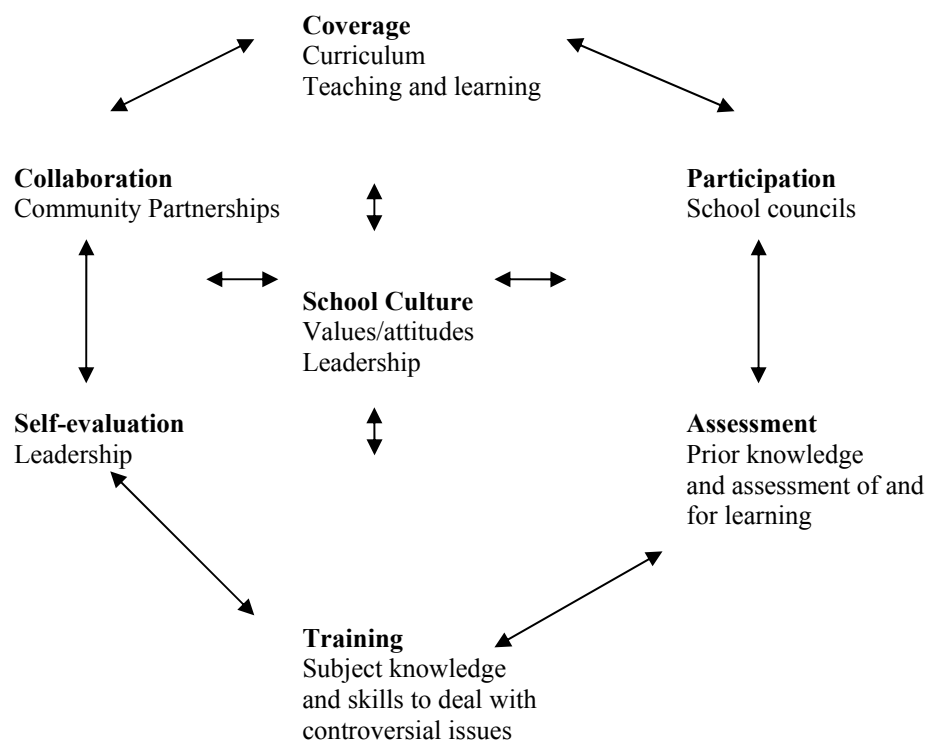 Coverage
Curriculum
Teaching and learning
Collaboration
Community Partnerships
Participation
School councils
School Culture
Values/attitudes
Leadership
Self-evaluation
Leadership
Assessment
Prior knowledge
and assessment of and
for learning
Training
Subject knowledge
and skills to deal with
controversial issues